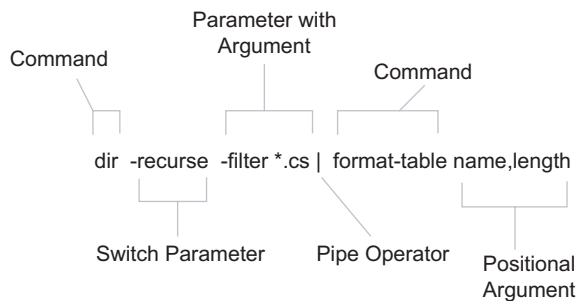 Parameter with
Argument
Command
Command
dir -recurse -filter *.cs | format-table name,length
Switch Parameter
Pipe Operator
Positional
Argument